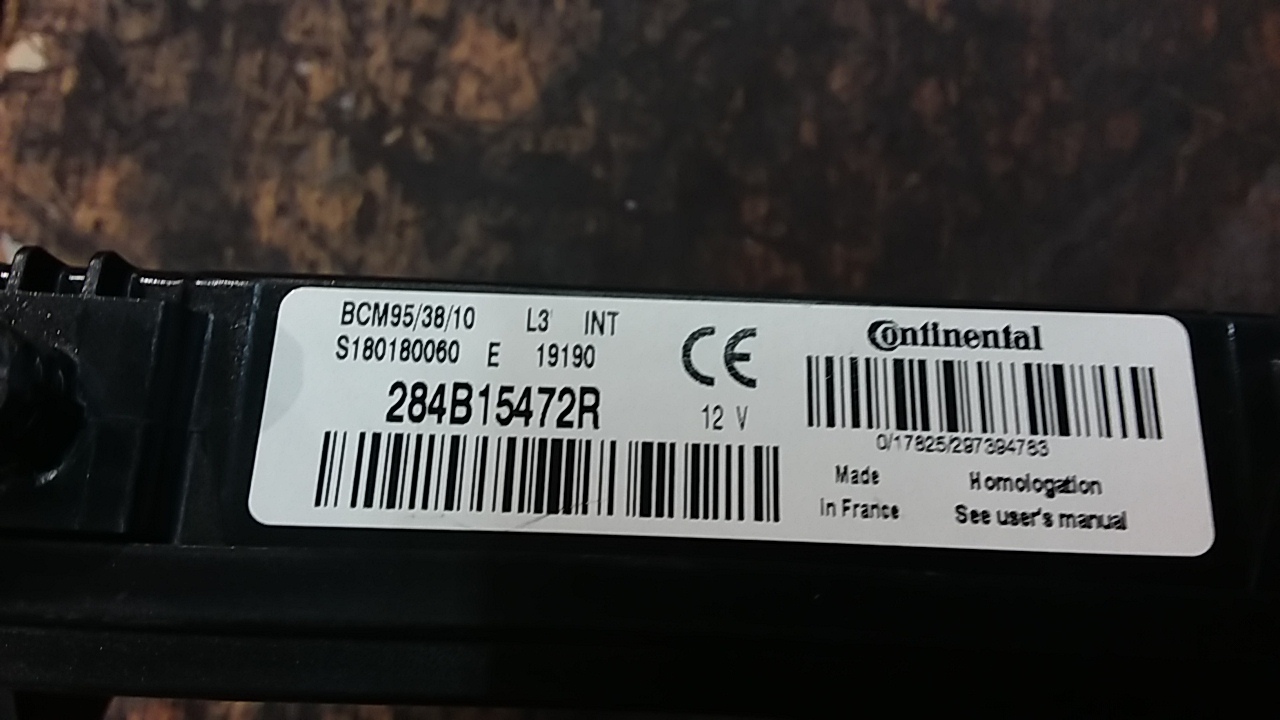 BCM95/38/10 L3 INT
S180180060 E 19190
284B15472R
CE
12 V
Continental
0/17825/297394763
Made
in France
Homologation
See user's manual